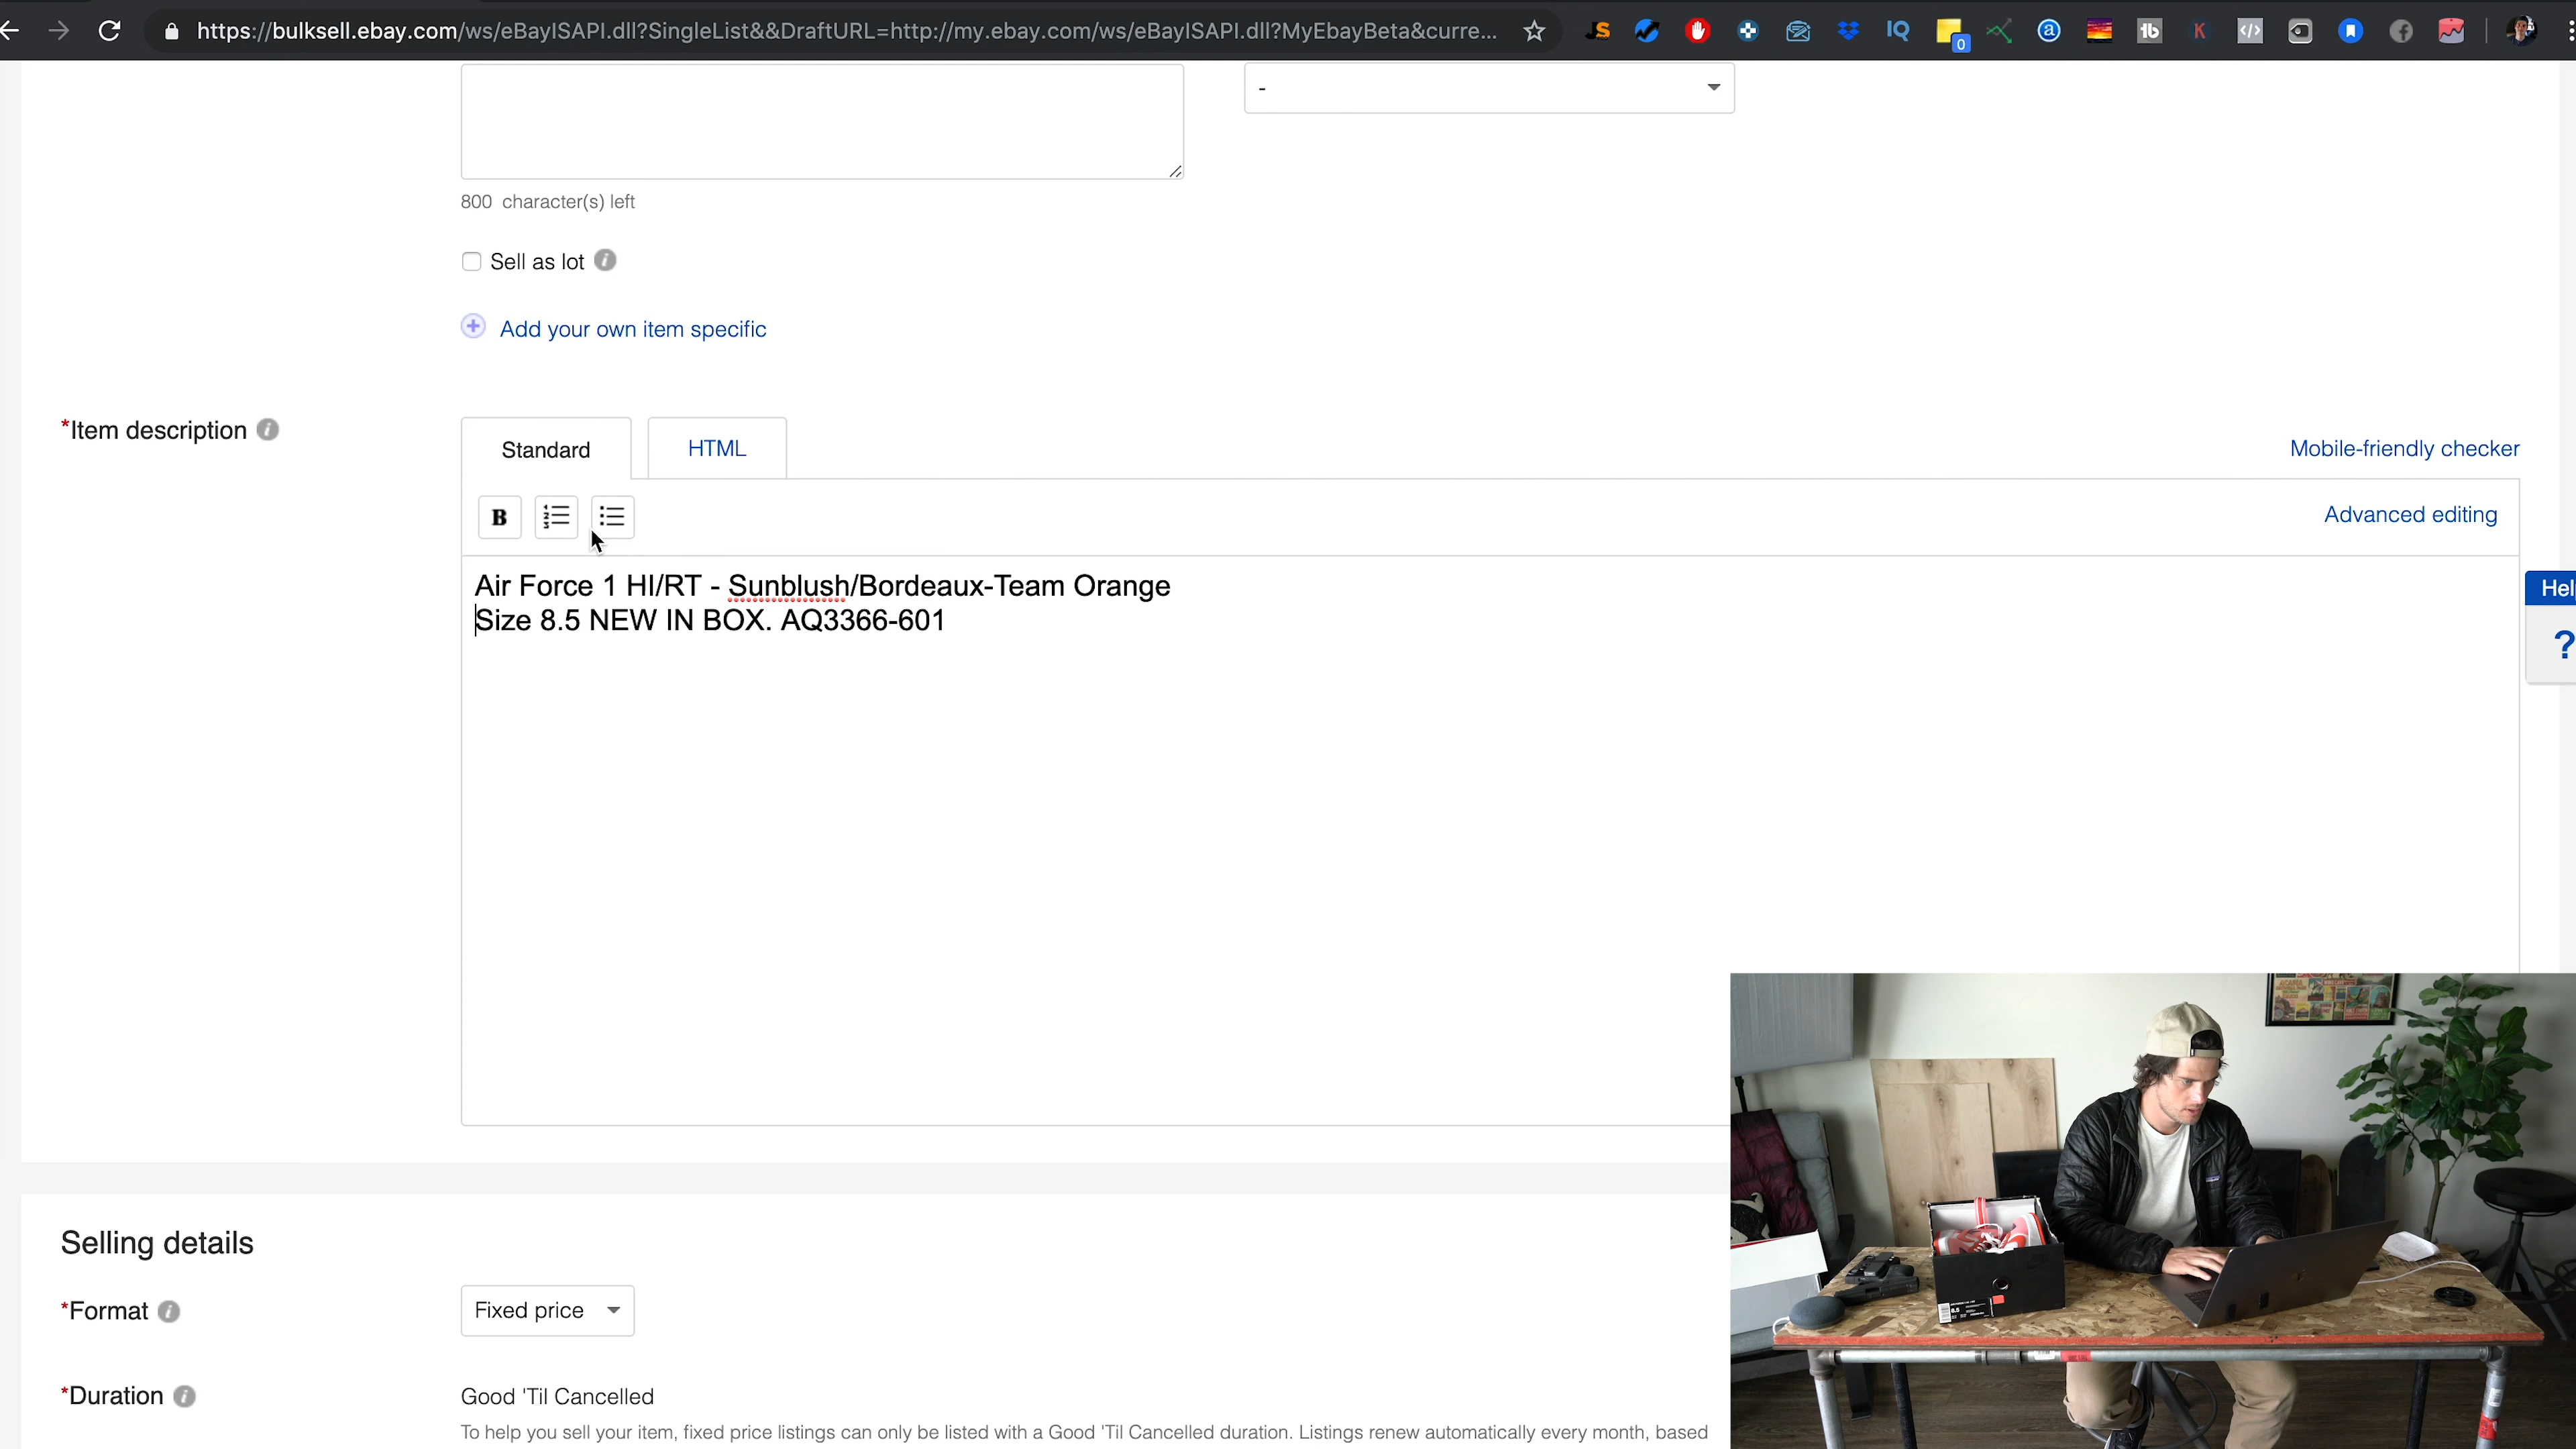 https://bulksell.ebay.com/ws/eBayISAPI.dll?SingleList&&DraftURL=http://my.ebay.com/ws/eBayISAPI.dll?MyEbayBeta&curre...
JS
IQ
0
a
tb
K
</>
-
800 character(s) left
Sell as lot
Add your own item specific
*Item description
Standard
HTML
Mobile-friendly checker
B
Advanced editing
Air Force 1 HI/RT - Sunblush/Bordeaux-Team Orange
Size 8.5 NEW IN BOX. AQ3366-601
Hel
?
Selling details
*Format
Fixed price
*Duration
Good 'Til Cancelled
To help you sell your item, fixed price listings can only be listed with a Good 'Til Cancelled duration. Listings renew automatically every month, based